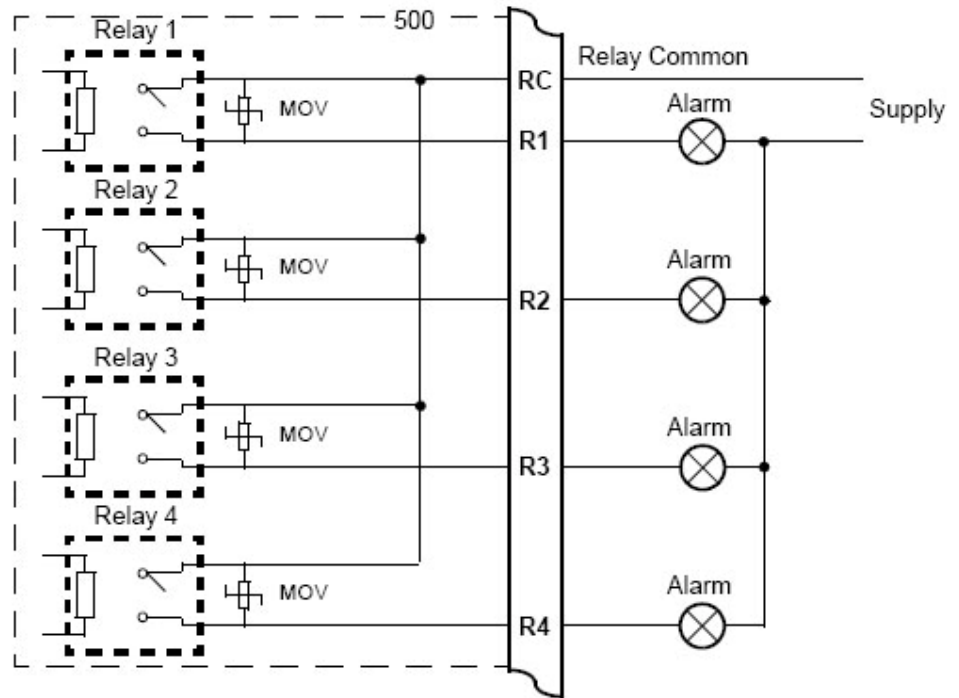 Relay 1
500
RC
Relay Common
MOV
Alarm
Supply
R1
Relay 2
MOV
Alarm
R2
Relay 3
MOV
Alarm
R3
Relay 4
MOV
Alarm
R4